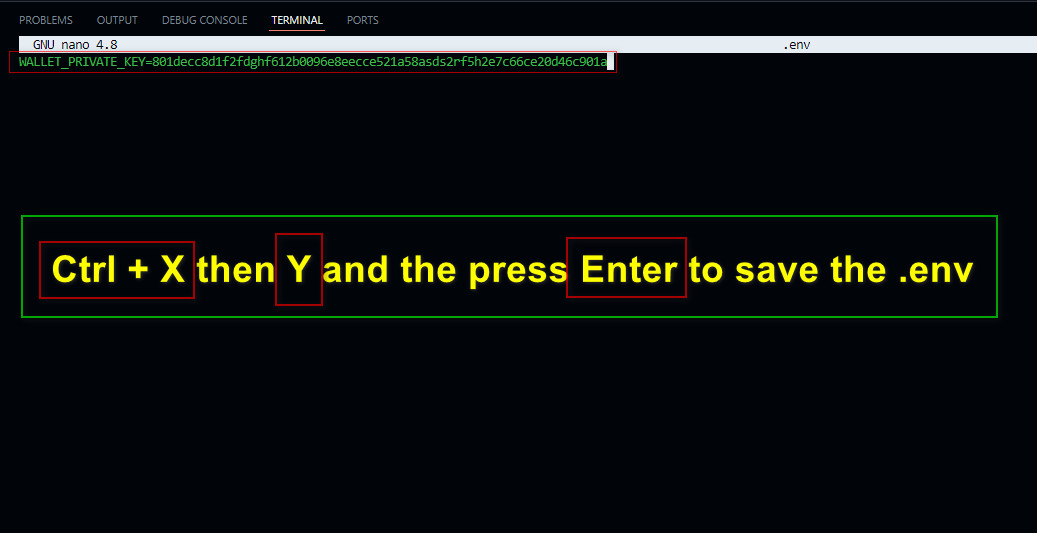 PROBLEMS OUTPUT DEBUG CONSOLE TERMINAL PORTS
GNU nano 4.8 .env
WALLET_PRIVATE_KEY=801decc8d1f2fdghf612b0096e8eecce521a58asds2rf5h2e7c66ce20d46c901a
Ctrl + X then Y and the press Enter to save the .env